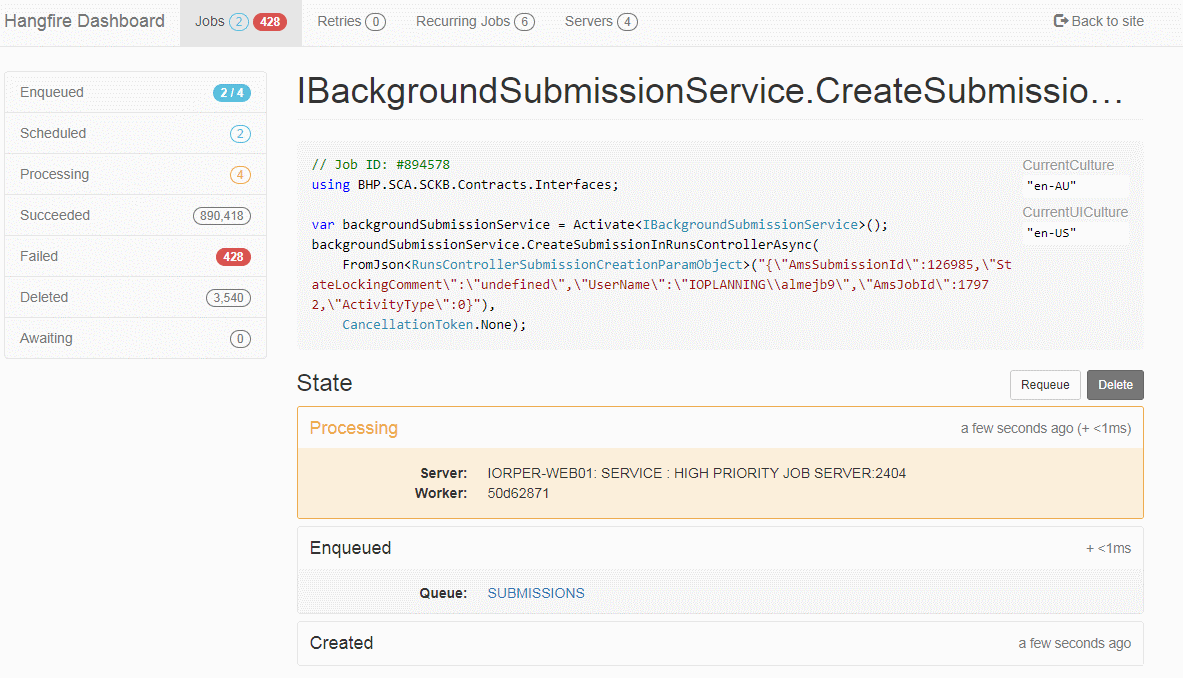 Hangfire Dashboard Jobs 2 428 Retries 0 Recurring Jobs 6 Servers 4 Back to site
Enqueued 2 / 4
Scheduled 2
Processing 4
Succeeded 890,418
Failed 428
Deleted 3,540
Awaiting 0
IBackgroundSubmissionService.CreateSubmissio...
// Job ID: #894578
using BHP.SCA.SCKB.Contracts.Interfaces;
var backgroundSubmissionService = Activate<IBackgroundSubmissionService>();
backgroundSubmissionService.CreateSubmissionInRunsControllerAsync(
FromJson<RunsControllerSubmissionCreationParamObject>("{\"AmsSubmissionId\":126985,\"St
ateLockingComment\":\"undefined\",\"UserName\":\"IOPLANNING\\almejb9\",\"AmsJobId\":1797
2,\"ActivityType\":0}"),
CancellationToken.None);
CurrentCulture
"en-AU"
CurrentUICulture
"en-US"
State
Requeue Delete
Processing a few seconds ago (+ <1ms)
Server: IORPER-WEB01: SERVICE : HIGH PRIORITY JOB SERVER:2404
Worker: 50d62871
Enqueued + <1ms
Queue: SUBMISSIONS
Created a few seconds ago